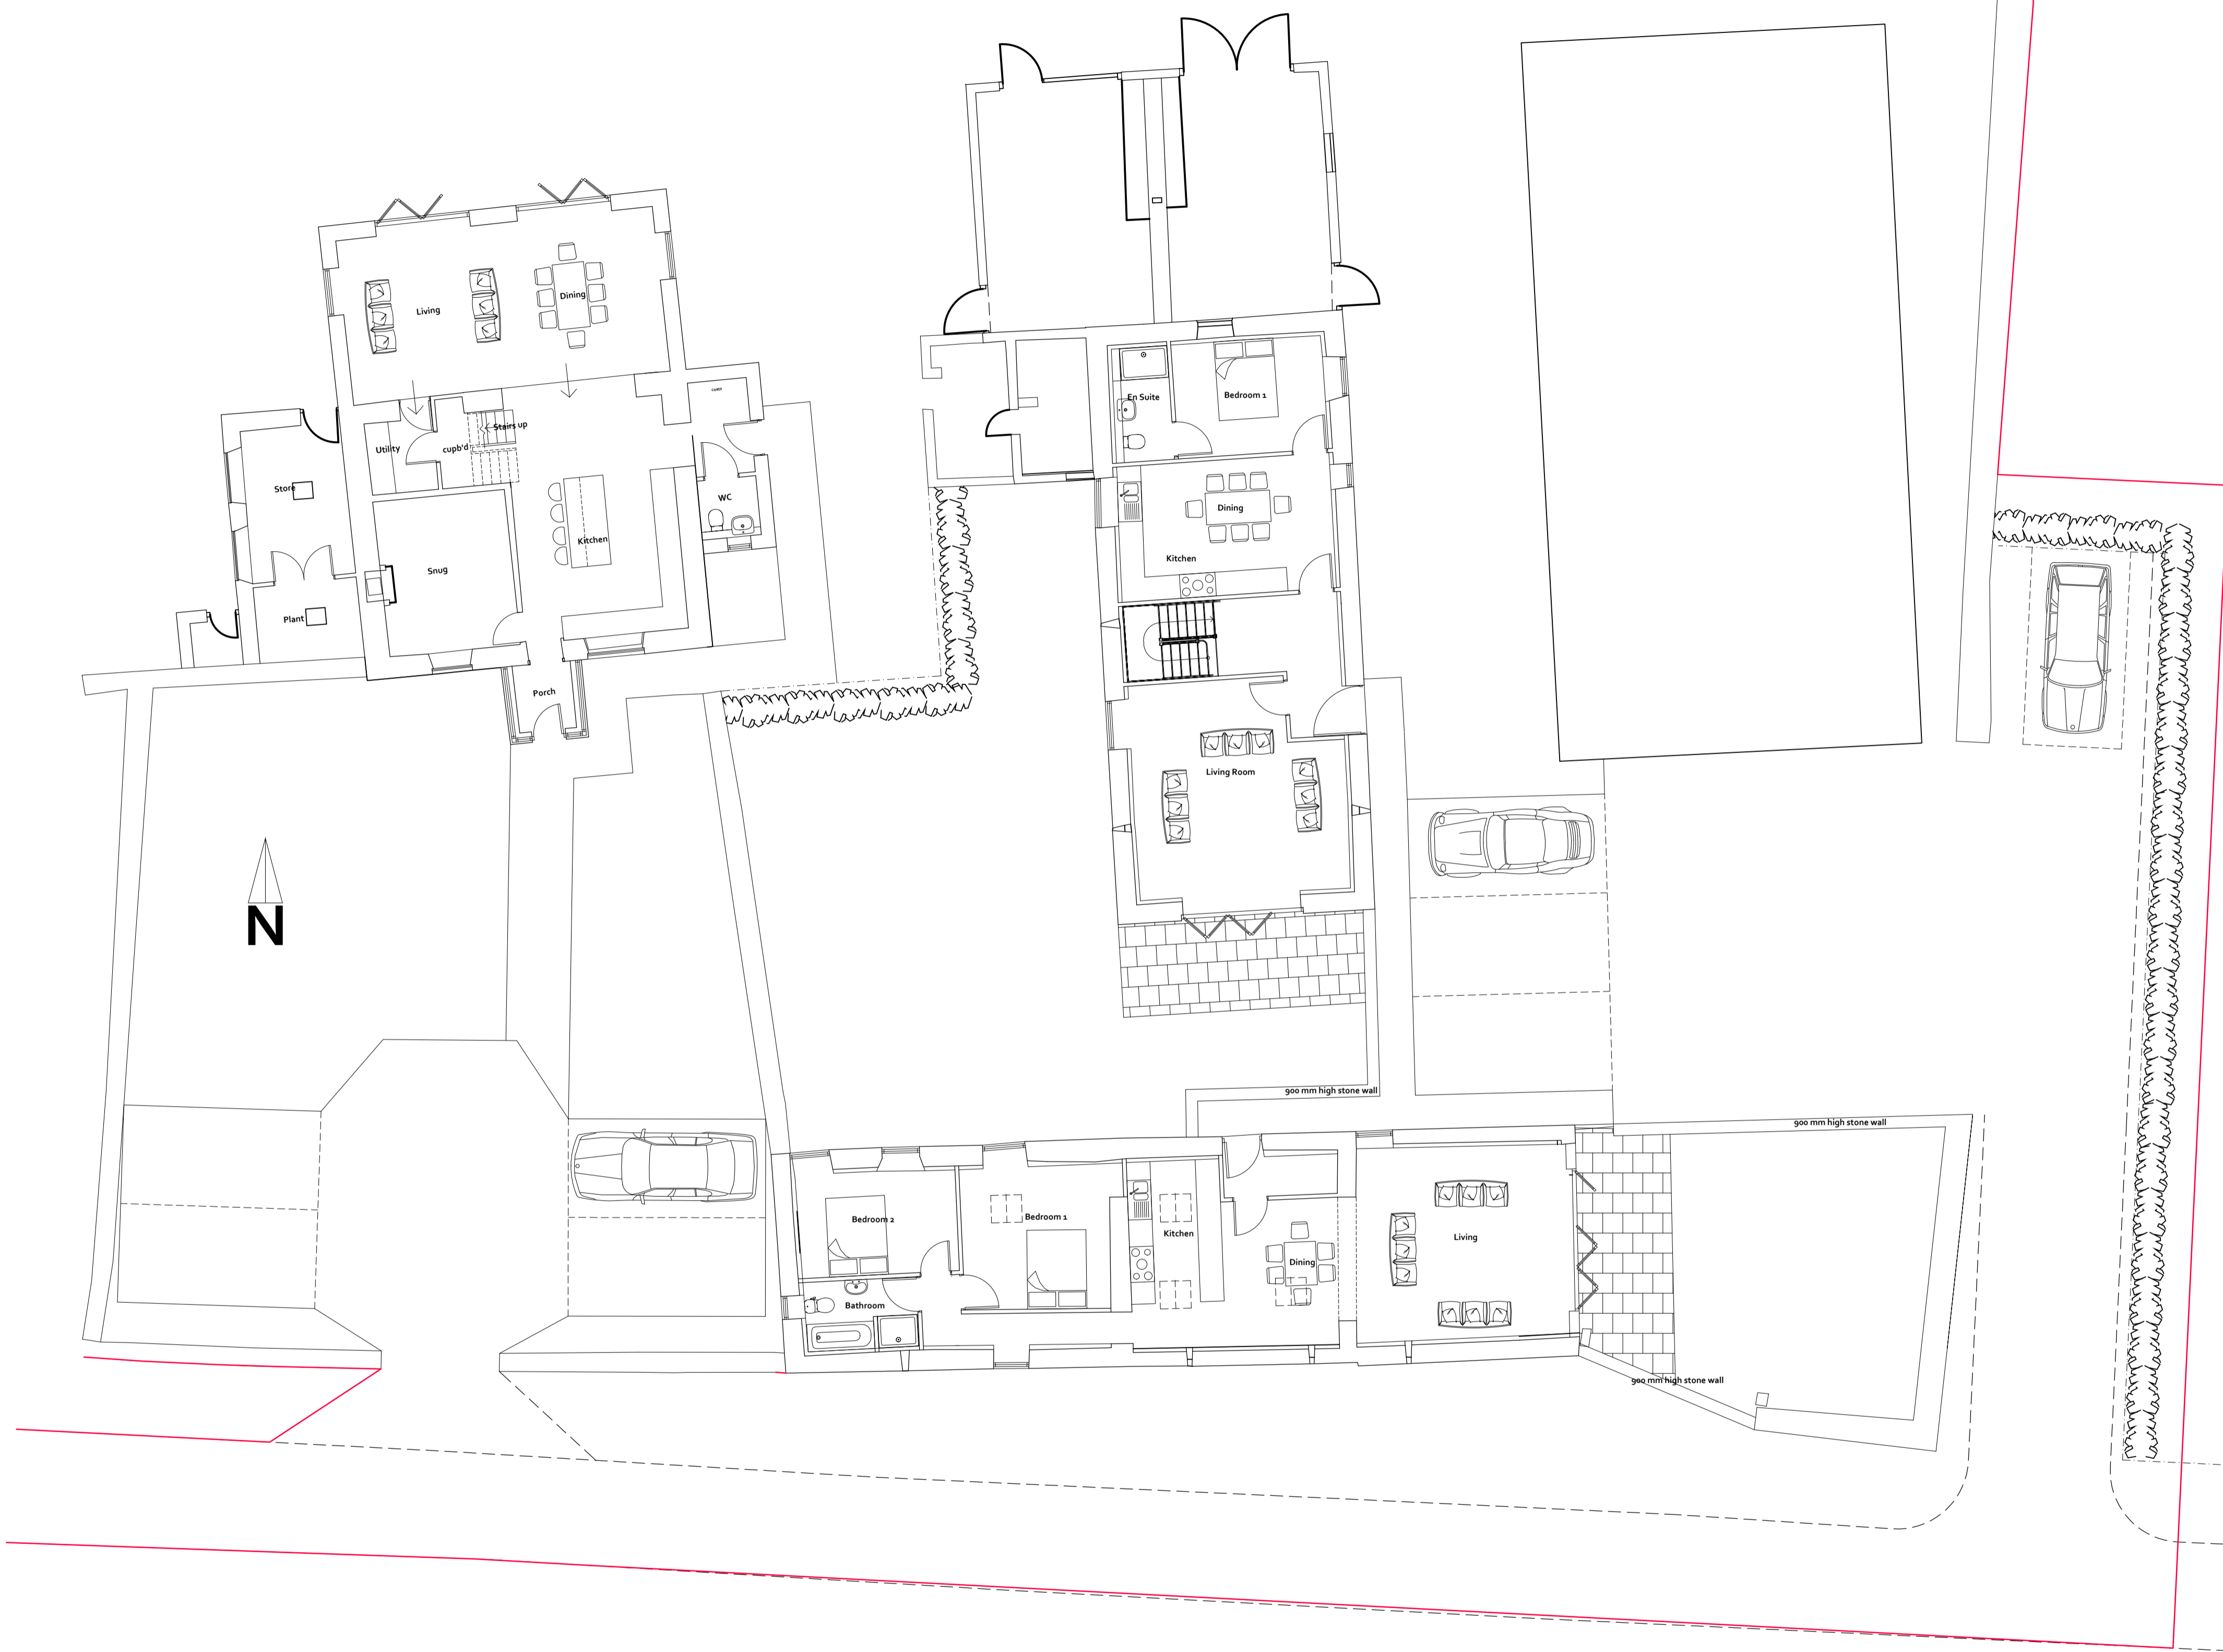 Living
Dining
Stairs up
Utility
cupb'd
Store
WC
Kitchen
Snug
Plant
Porch
N
En Suite
Bedroom 1
Dining
Kitchen
Living Room
900 mm high stone wall
900 mm high stone wall
Bedroom 2
Bedroom 1
Kitchen
Living
Dining
Bathroom
900 mm high stone wall